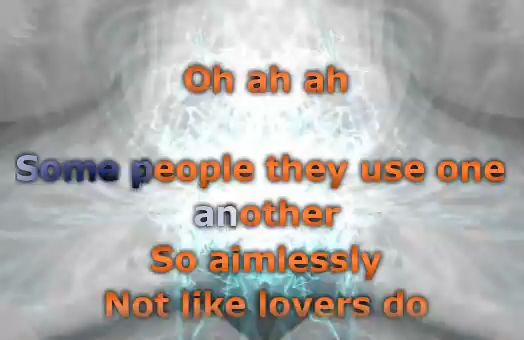 Oh ah ah
Some people they use one
another
So aimlessly
Not like lovers do